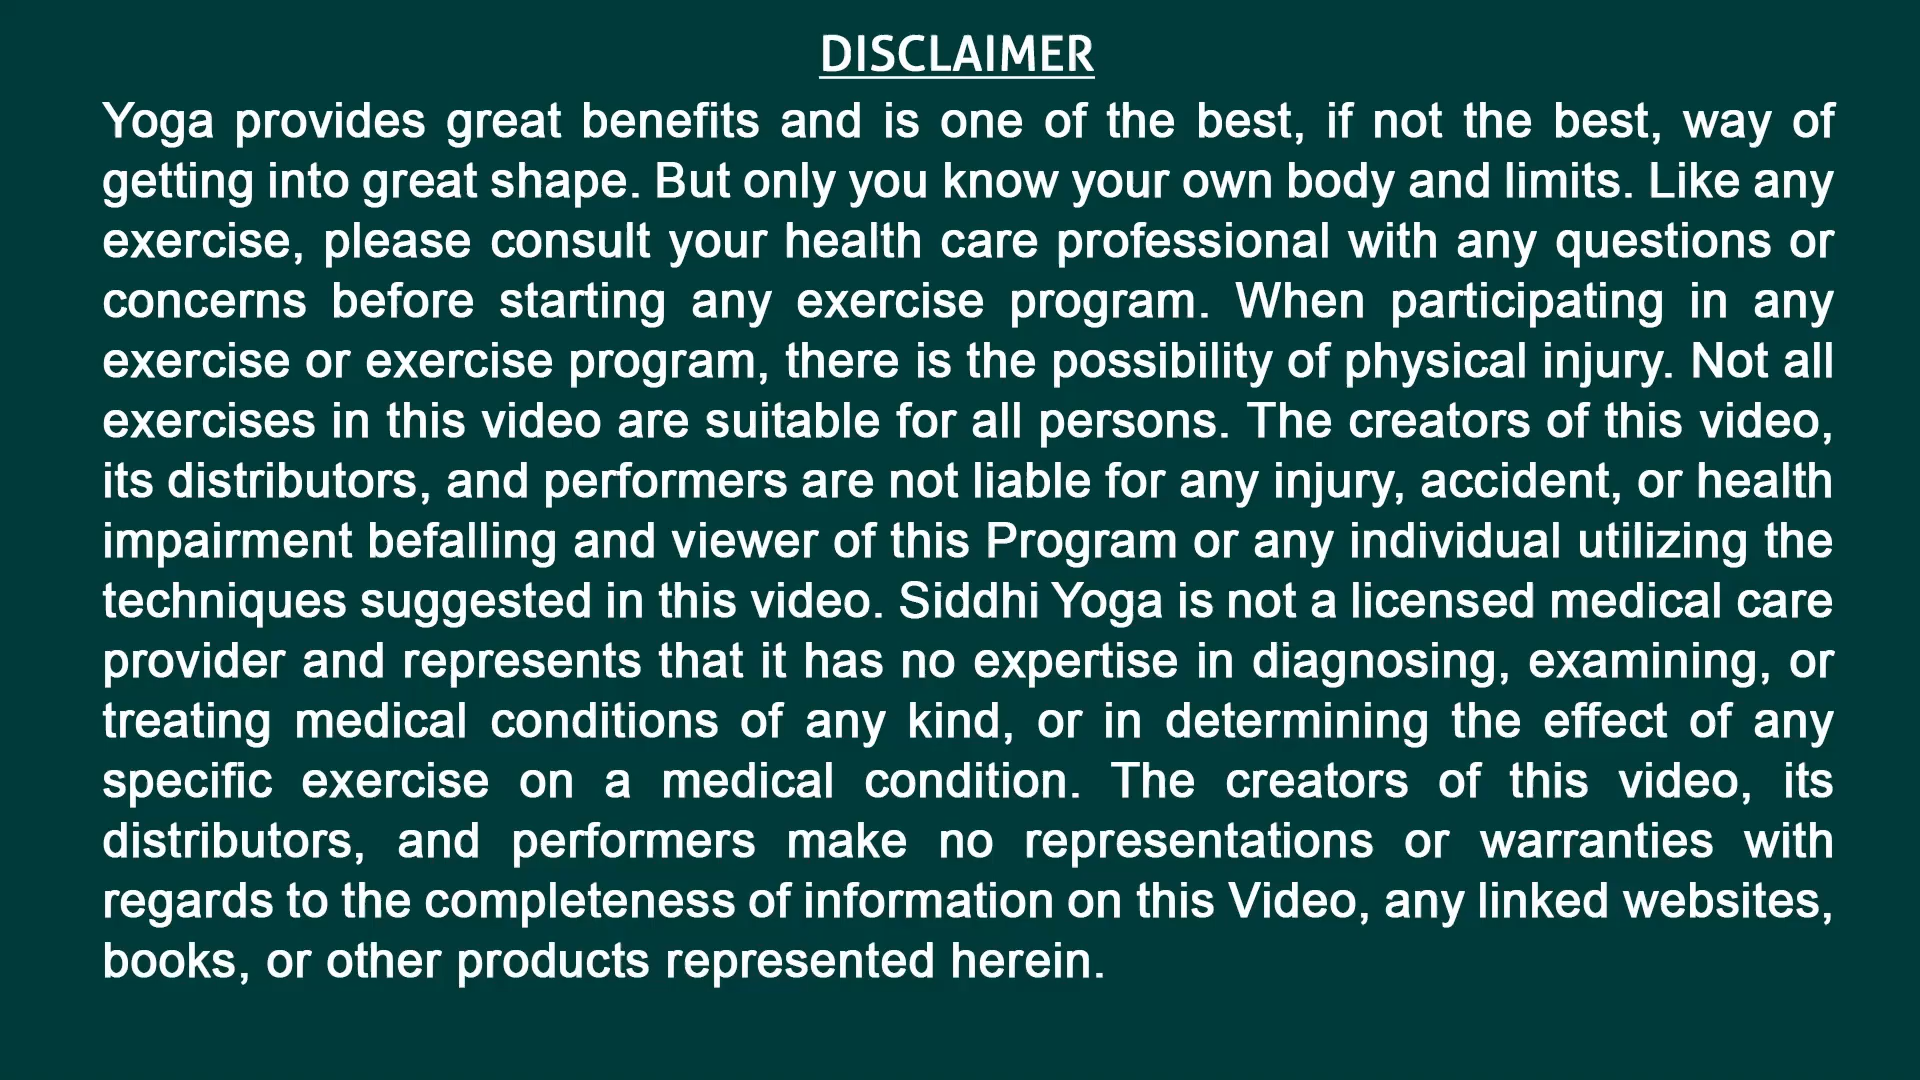 DISCLAIMER
Yoga provides great benefits and is one of the best, if not the best, way of
getting into great shape. But only you know your own body and limits. Like any
exercise, please consult your health care professional with any questions or
concerns before starting any exercise program. When participating in any
exercise or exercise program, there is the possibility of physical injury. Not all
exercises in this video are suitable for all persons. The creators of this video,
its distributors, and performers are not liable for any injury, accident, or health
impairment befalling and viewer of this Program or any individual utilizing the
techniques suggested in this video. Siddhi Yoga is not a licensed medical care
provider and represents that it has no expertise in diagnosing, examining, or
treating medical conditions of any kind, or in determining the effect of any
specific exercise on a medical condition. The creators of this video, its
distributors, and performers make no representations or warranties with
regards to the completeness of information on this Video, any linked websites,
books, or other products represented herein.